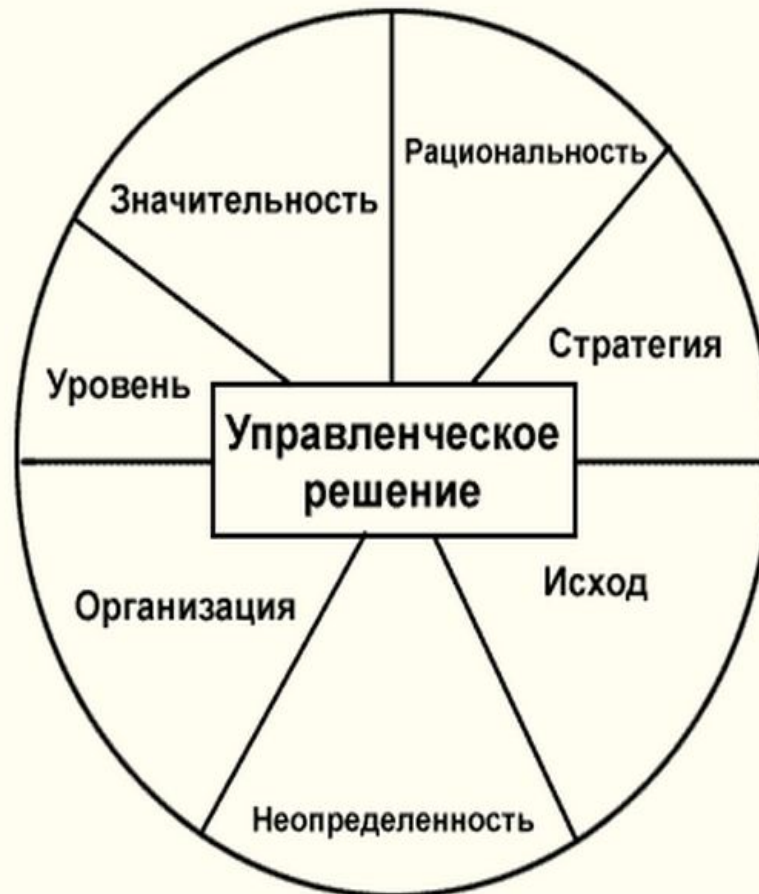 Рациональность
Значительность
Стратегия
Уровень
Управленческое
решение
Исход
Организация
Неопределенность